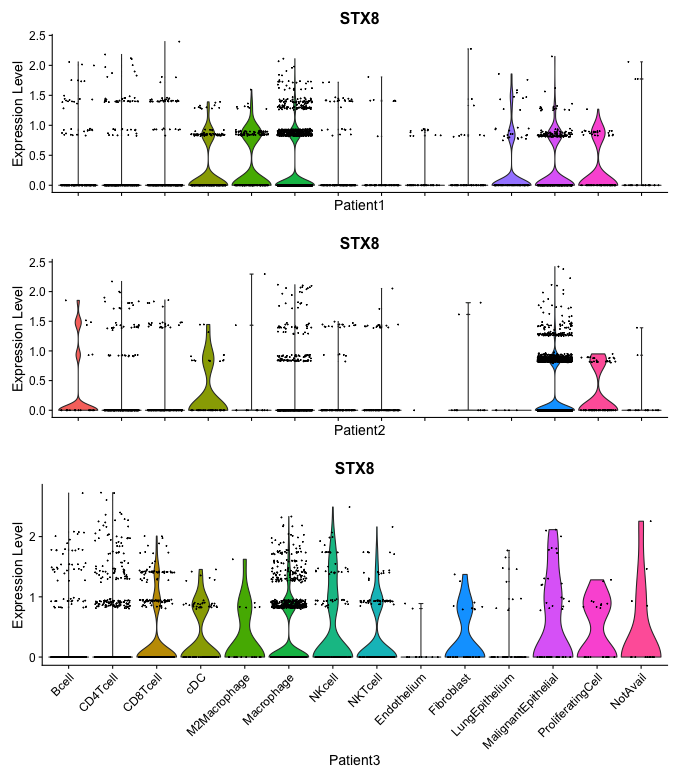 STX8
Expression Level
2.5
2.0
1.5
1.0
0.5
0.0
Patient1
STX8
Expression Level
2.5
2.0
1.5
1.0
0.5
0.0
Patient2
STX8
Expression Level
2
1
0
Bcell
CD4Tcell
CD8Tcell
cDC
M2Macrophage
Macrophage
NKcell
NKTcell
Endothelium
Fibroblast
LungEpithelium
MalignantEpithelial
ProliferatingCell
NotAvail
Patient3